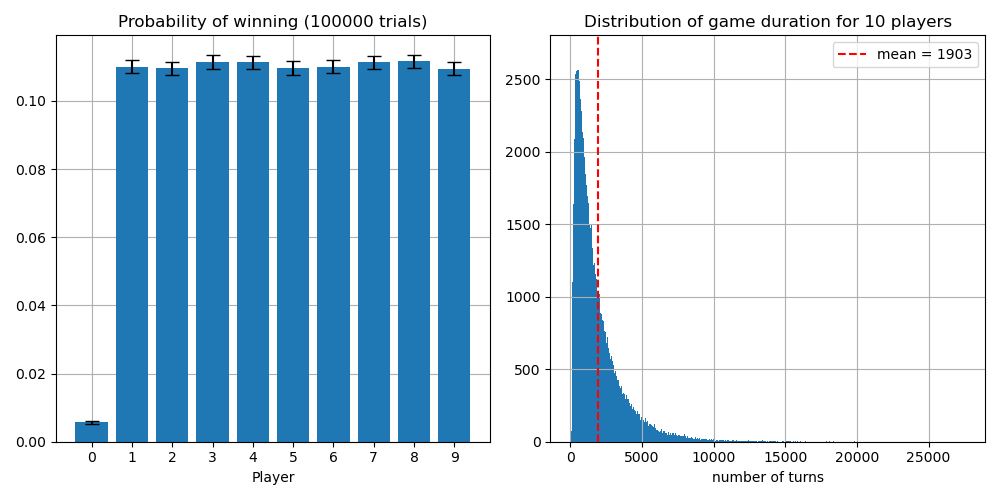 Probability of winning (100000 trials)
0.10
0.08
0.06
0.04
0.02
0.00
0 1 2 3 4 5 6 7 8 9
Player
Distribution of game duration for 10 players
mean = 1903
2500
2000
1500
1000
500
0
0 5000 10000 15000 20000 25000
number of turns